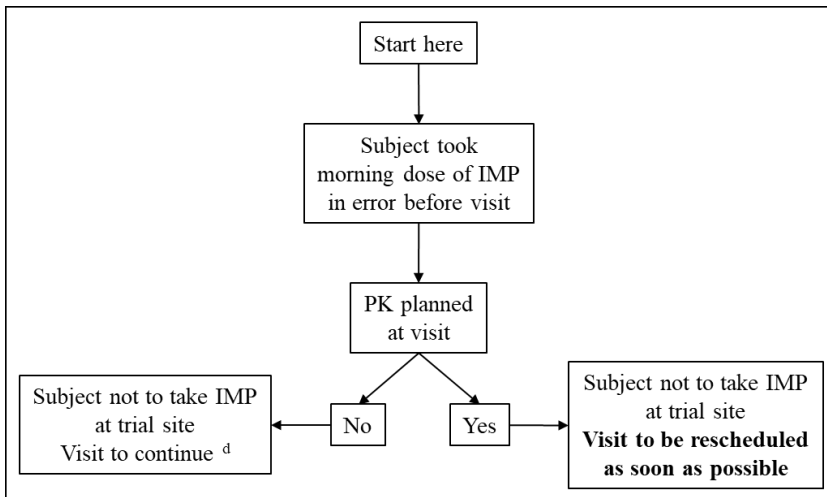 Start here
Subject took
morning dose of IMP
in error before visit
PK planned
at visit
No
Yes
Subject not to take IMP
at trial site
Visit to continue d
Subject not to take IMP
at trial site
Visit to be rescheduled
as soon as possible